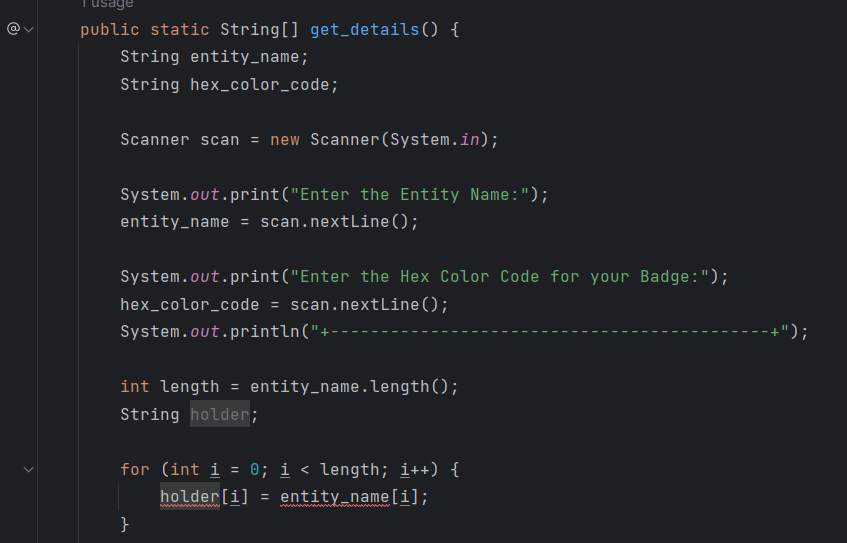 1 usage
public static String[] get_details() {
String entity_name;
String hex_color_code;
Scanner scan = new Scanner(System.in);
System.out.print("Enter the Entity Name:");
entity_name = scan.nextLine();
System.out.print("Enter the Hex Color Code for your Badge:");
hex_color_code = scan.nextLine();
System.out.println("+--------------------------------------------+");
int length = entity_name.length();
String holder;
for (int i = 0; i < length; i++) {
holder[i] = entity_name[i];
}